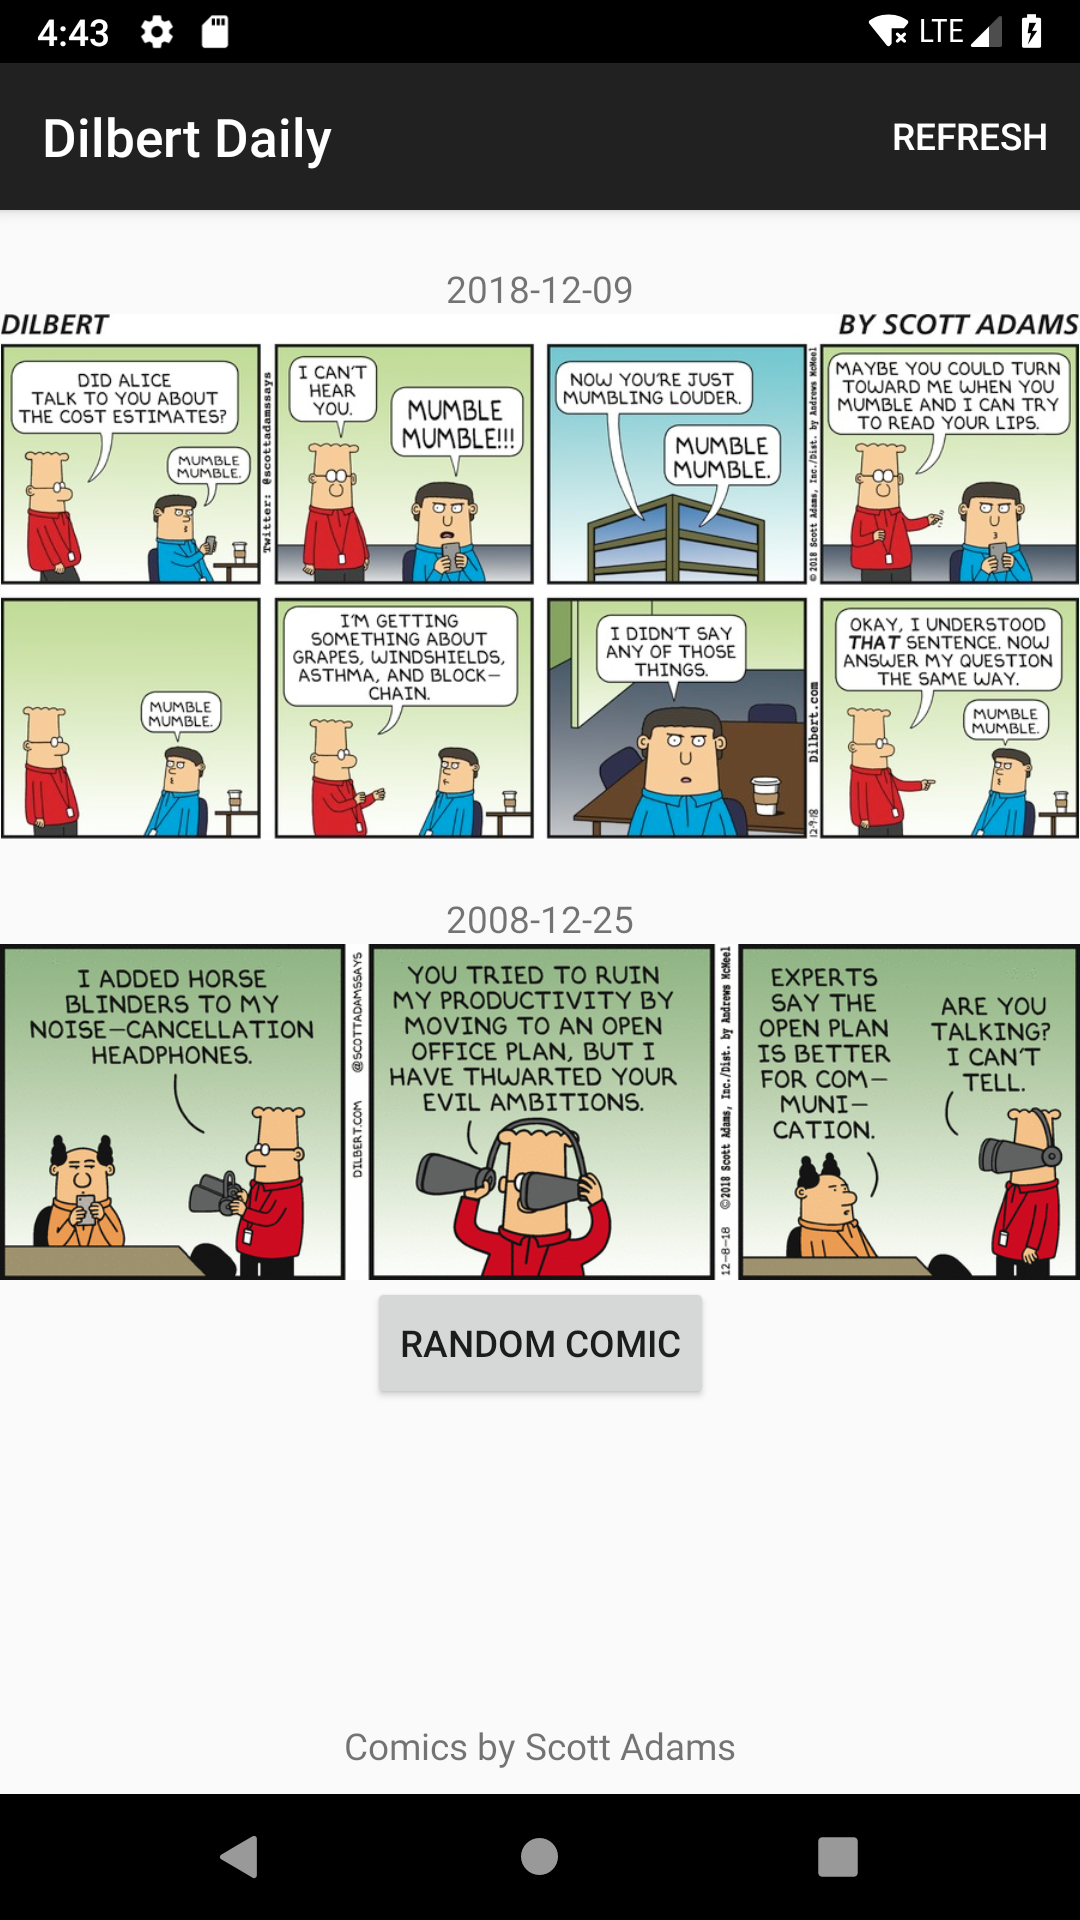 4:43
LTE
Dilbert Daily
REFRESH
2018-12-09
DILBERT
BY SCOTT ADAMS
DID ALICE
TALK TO YOU ABOUT
THE COST ESTIMATES?
MUMBLE
MUMBLE.
Twitter: @scottadamssays
I CAN'T
HEAR
YOU.
MUMBLE
MUMBLE!!!
NOW YOU'RE JUST
MUMBLING LOUDER.
MUMBLE
MUMBLE.
©2018 Scott Adams, Inc./Dist. by Andrews McMeel
MAYBE YOU COULD TURN
TOWARD ME WHEN YOU
MUMBLE AND I CAN TRY
TO READ YOUR LIPS.
MUMBLE
MUMBLE.
I'M GETTING
SOMETHING ABOUT
GRAPES, WINDSHIELDS,
ASTHMA, AND BLOCK-
CHAIN.
I DIDN'T SAY
ANY OF THOSE
THINGS.
12-9-18
Dilbert.com
OKAY, I UNDERSTOOD
THAT SENTENCE. NOW
ANSWER MY QUESTION
THE SAME WAY.
MUMBLE
MUMBLE.
2008-12-25
I ADDED HORSE
BLINDERS TO MY
NOISE-CANCELLATION
HEADPHONES.
DILBERT.COM @SCOTTADAMSSAYS
YOU TRIED TO RUIN
MY PRODUCTIVITY BY
MOVING TO AN OPEN
OFFICE PLAN, BUT I
HAVE THWARTED YOUR
EVIL AMBITIONS.
12-8-18 ©2018 Scott Adams, Inc./Dist. by Andrews McMeel
EXPERTS
SAY THE
OPEN PLAN
IS BETTER
FOR COM-
MUNI-
CATION.
ARE YOU
TALKING?
I CAN'T
TELL.
RANDOM COMIC
Comics by Scott Adams